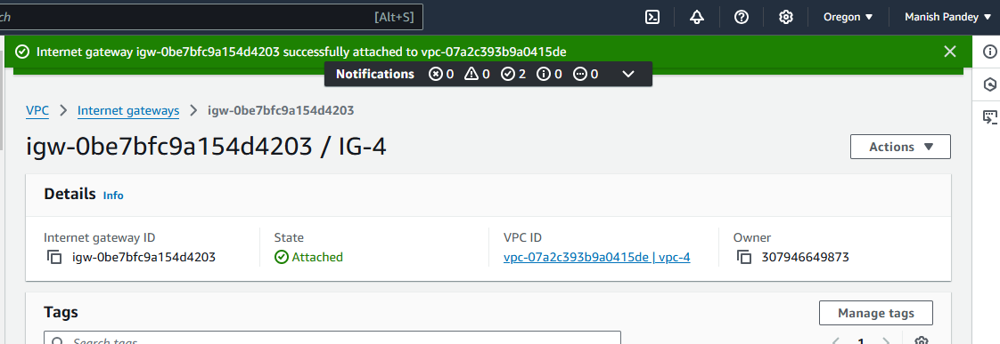 ch [Alt+S] Oregon ▼ Manish Pandey ▼
Internet gateway igw-0be7bfc9a154d4203 successfully attached to vpc-07a2c393b9a0415de
Notifications 0 0 2 0 0
VPC > Internet gateways > igw-0be7bfc9a154d4203
igw-0be7bfc9a154d4203 / IG-4
Actions ▼
Details Info
Internet gateway ID State VPC ID Owner
igw-0be7bfc9a154d4203 Attached vpc-07a2c393b9a0415de | vpc-4 307946649873
Tags Manage tags
Search tags 1